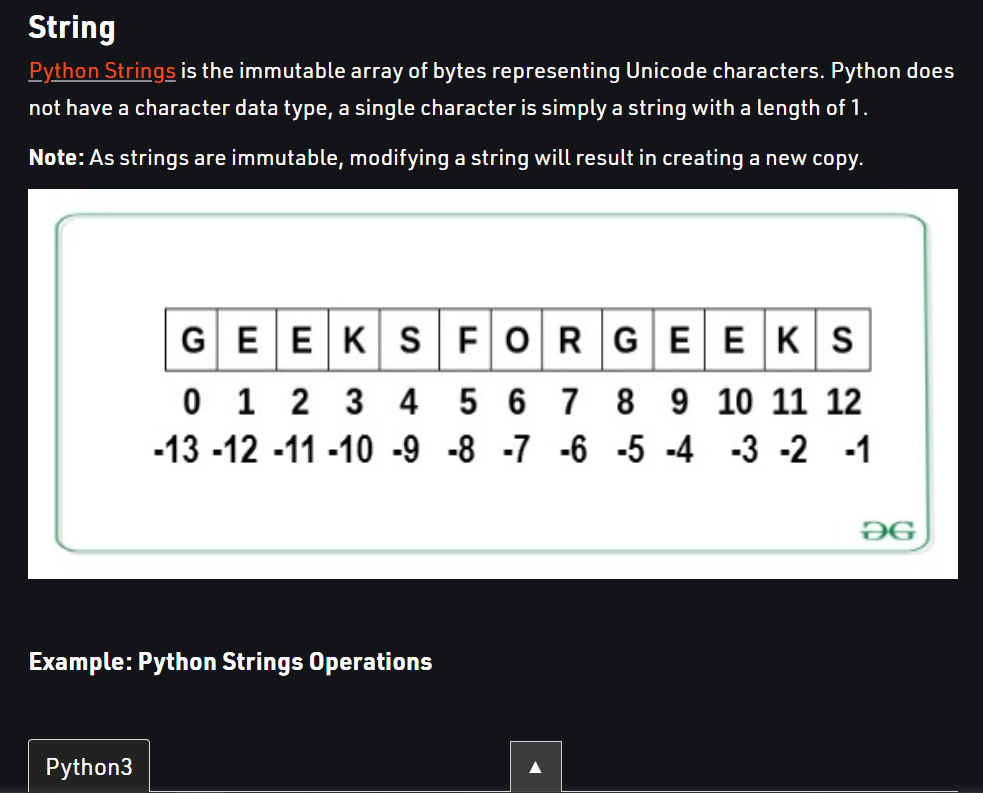 String
Python Strings is the immutable array of bytes representing Unicode characters. Python does
not have a character data type, a single character is simply a string with a length of 1.
Note: As strings are immutable, modifying a string will result in creating a new copy.
G E E K S F O R G E E K S
0 1 2 3 4 5 6 7 8 9 10 11 12
-13 -12 -11 -10 -9 -8 -7 -6 -5 -4 -3 -2 -1
Example: Python Strings Operations
Python3